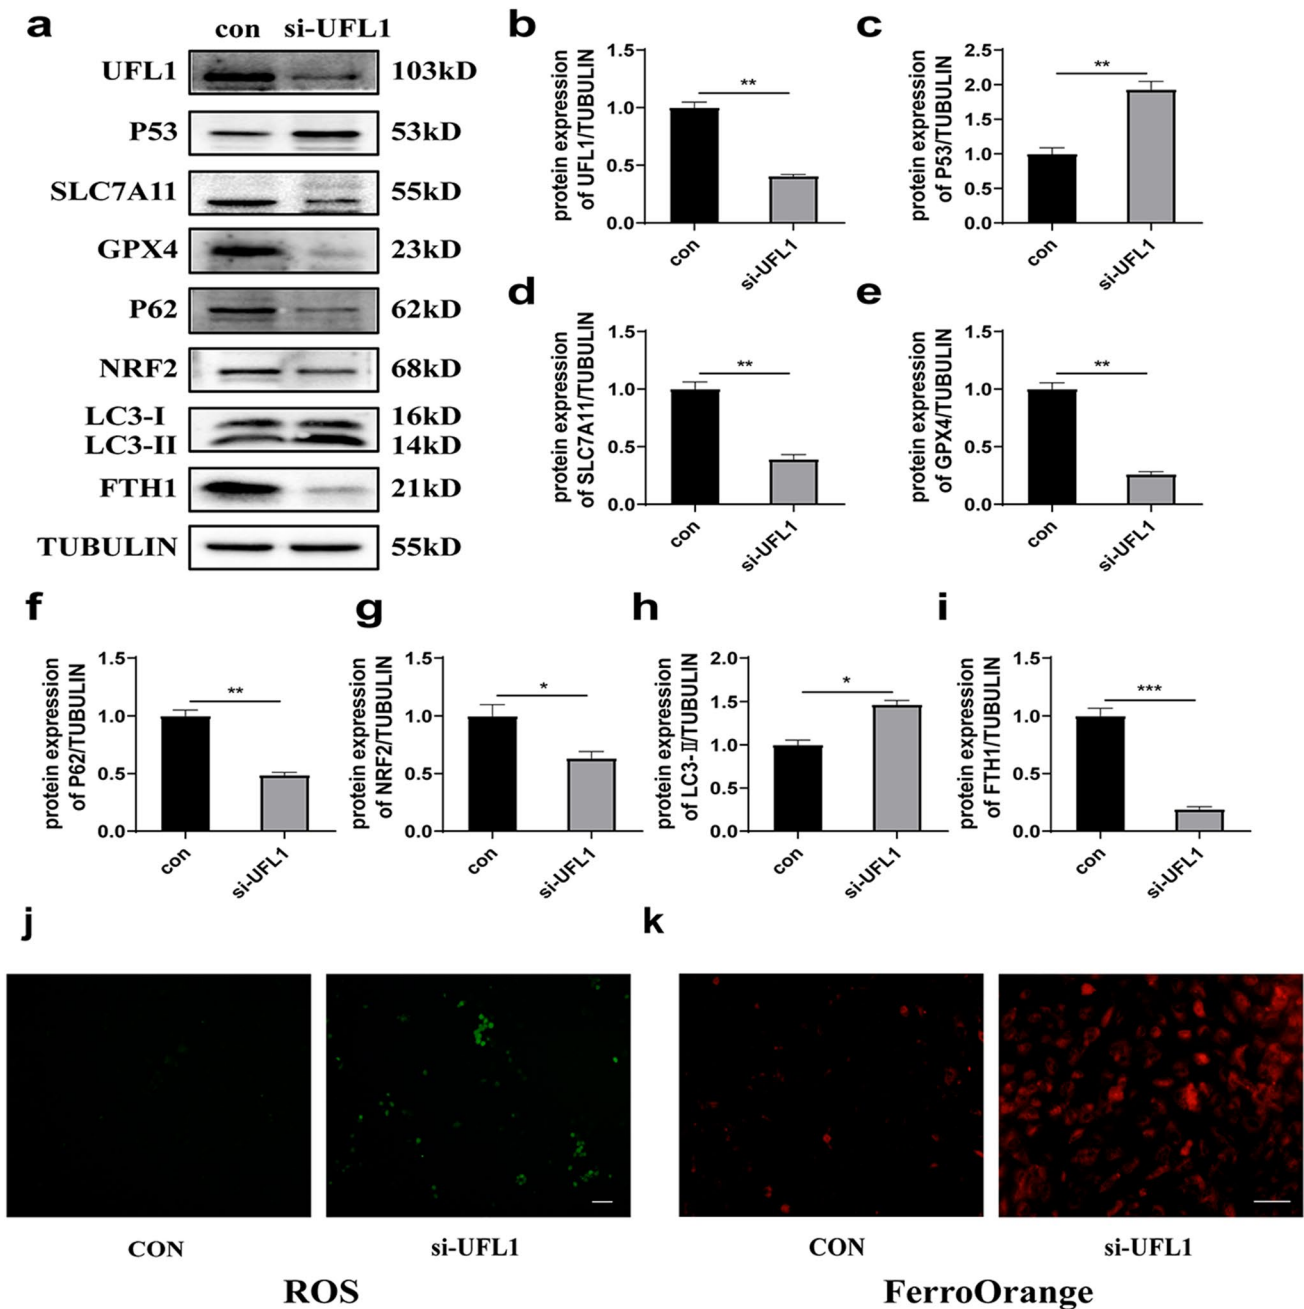 a
con si-UFL1
UFL1 103kD
P53 53kD
SLC7A11 55kD
GPX4 23kD
P62 62kD
NRF2 68kD
LC3-I 16kD
LC3-II 14kD
FTH1 21kD
TUBULIN 55kD
b
protein expression
of UFL1/TUBULIN
1.5
1.0
0.5
0.0
**
con
si-UFL1
c
protein expression
of P53/TUBULIN
2.5
2.0
1.5
1.0
0.5
0.0
**
con
si-UFL1
d
protein expression
of SLC7A11/TUBULIN
1.5
1.0
0.5
0.0
**
con
si-UFL1
e
protein expression
of GPX4/TUBULIN
1.5
1.0
0.5
0.0
**
con
si-UFL1
f
protein expression
of P62/TUBULIN
1.5
1.0
0.5
0.0
**
con
si-UFL1
g
protein expression
of NRF2/TUBULIN
1.5
1.0
0.5
0.0
*
con
si-UFL1
h
protein expression
of LC3-Ⅱ/TUBULIN
2.0
1.5
1.0
0.5
0.0
*
con
si-UFL1
i
protein expression
of FTH1/TUBULIN
1.5
1.0
0.5
0.0
***
con
si-UFL1
j
CON si-UFL1
ROS
k
CON si-UFL1
FerroOrange